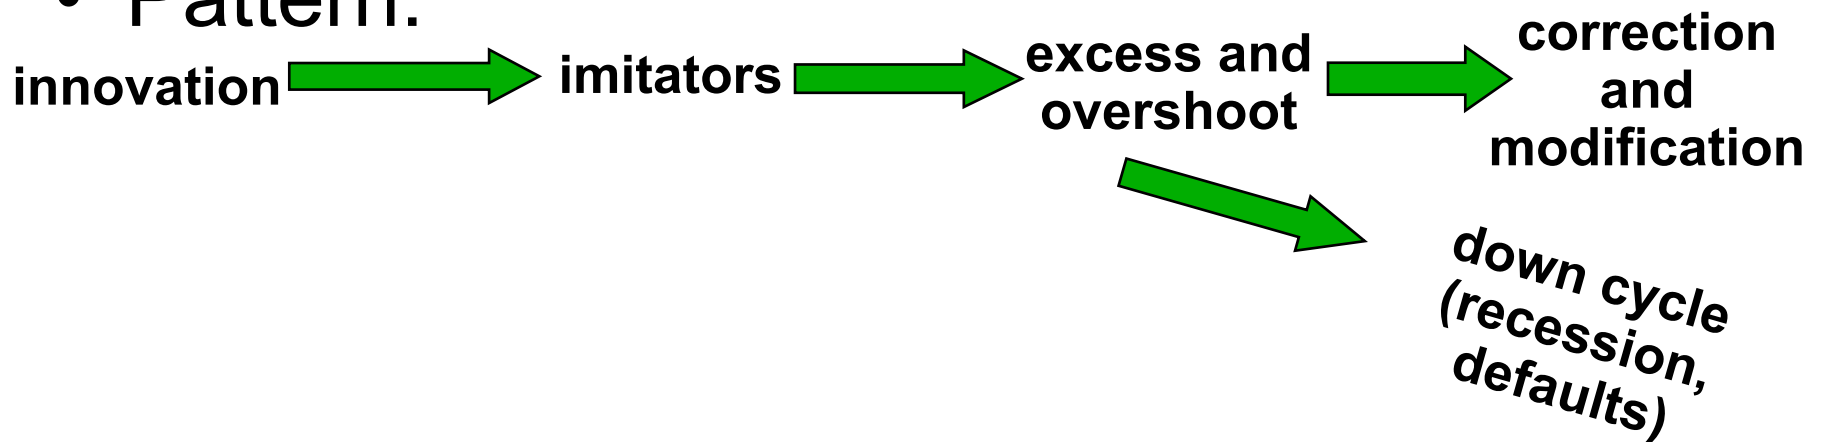 • Pattern:
innovation
imitators
excess and
overshoot
correction
and
modification
down cycle
(recession,
defaults)